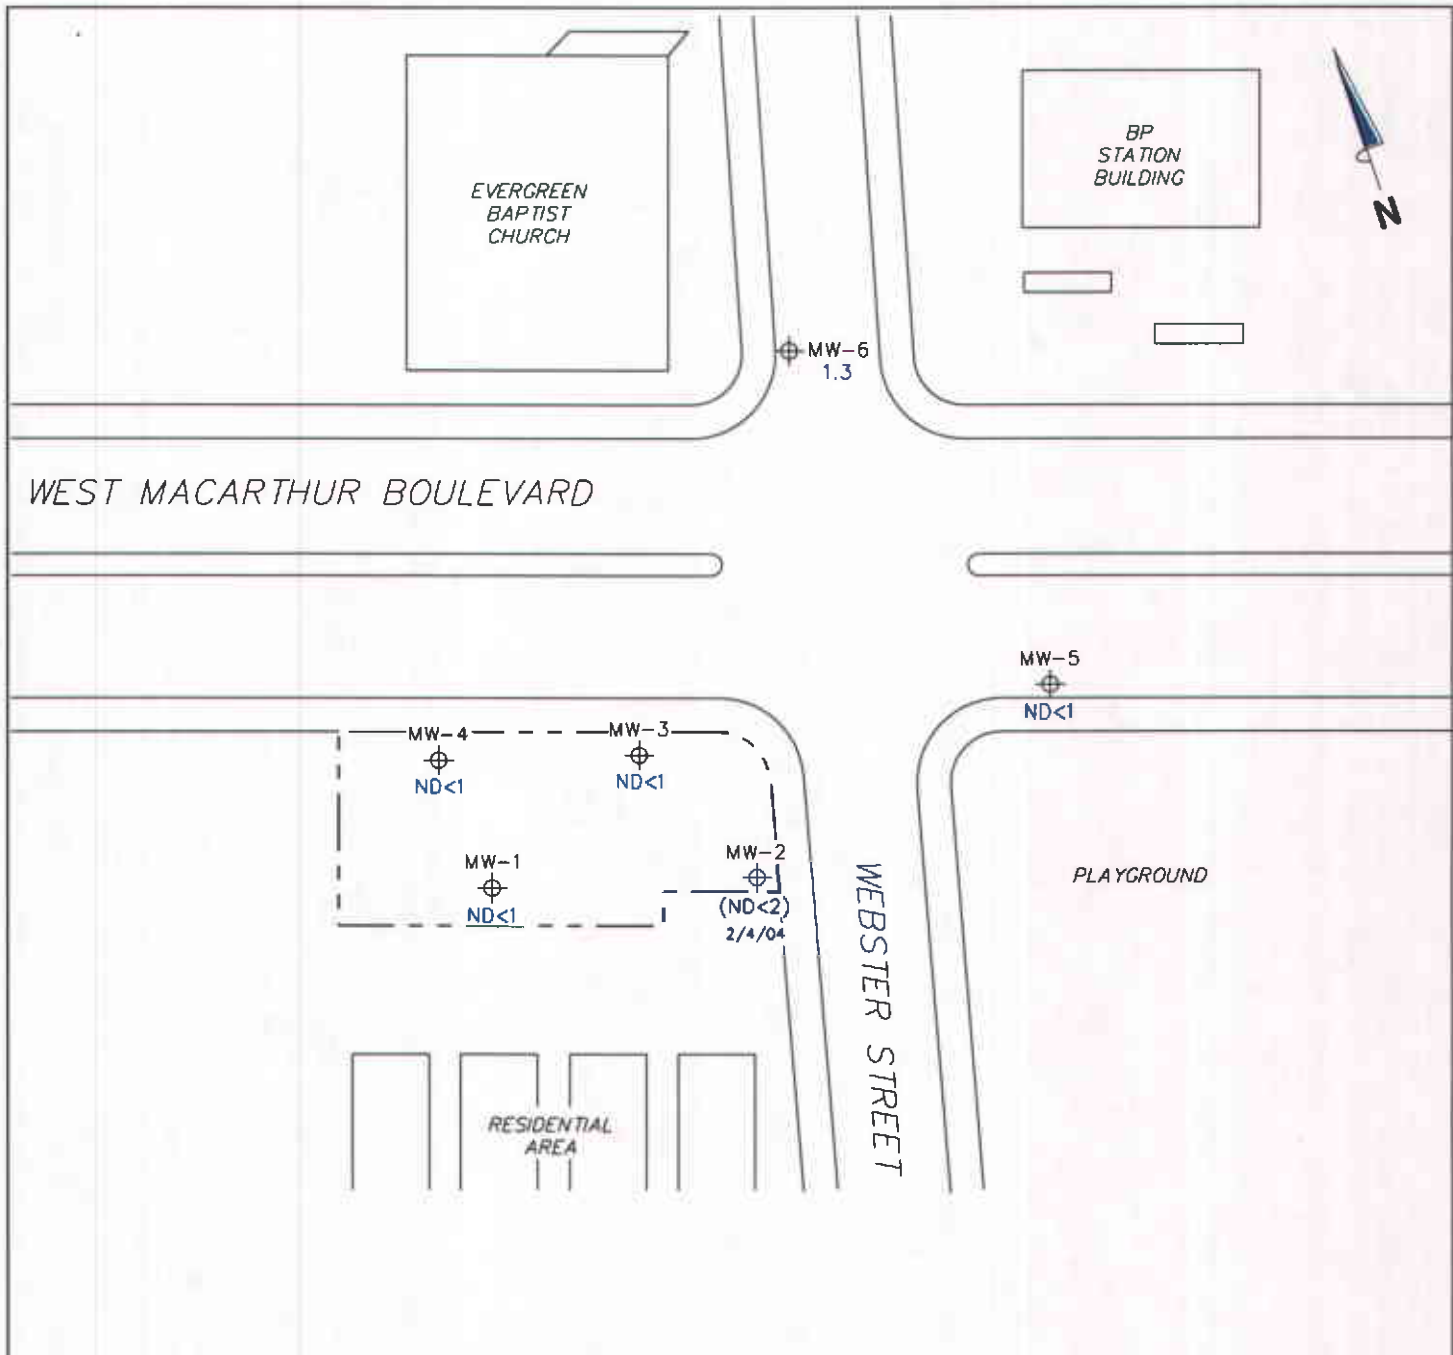 BP
STATION
BUILDING
EVERGREEN
BAPTIST
CHURCH
N
MW-6
1.3
WEST MACARTHUR BOULEVARD
MW-5
ND<1
MW-4
ND<1
MW-3
ND<1
MW-1
ND<1
MW-2
(ND<2)
2/4/04
WEBSTER STREET
PLAYGROUND
RESIDENTIAL
AREA